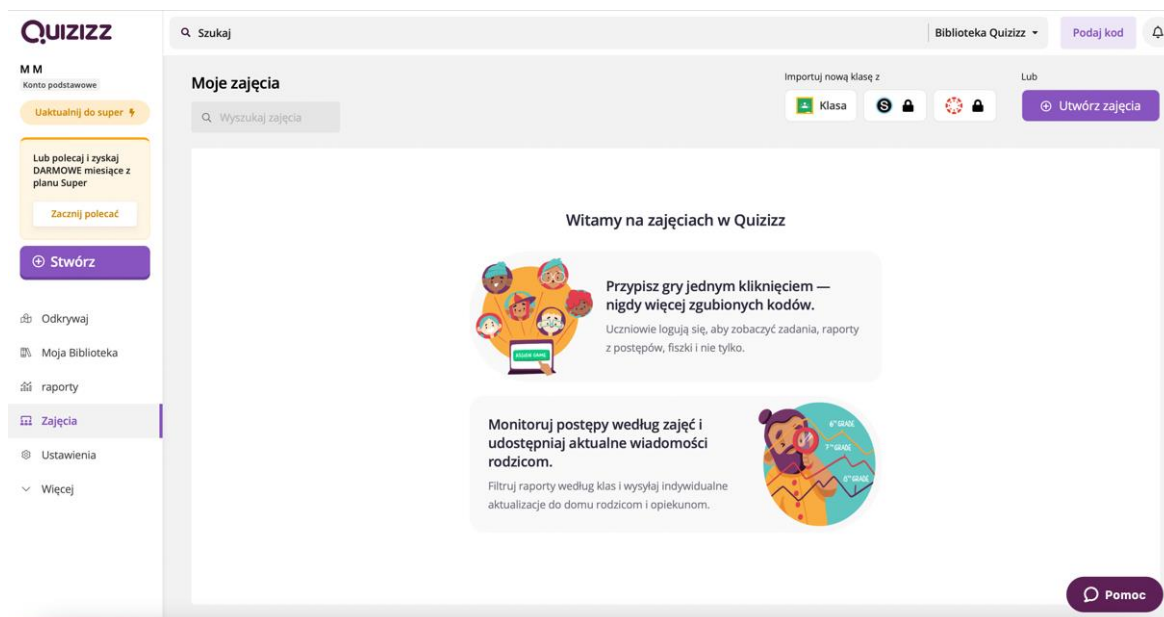 QUIZIZZ
Szukaj
Biblioteka Quizizz
Podaj kod
M M
Konto podstawowe
Uaktualnij do super
Lub polecaj i zyskaj
DARMOWE miesiące z
planu Super
Zacznij polecać
Stwórz
Odkrywaj
Moja Biblioteka
raporty
Zajęcia
Ustawienia
Więcej
Moje zajęcia
Wyszukaj zajęcia
Importuj nową klasę z
Klasa
S
Lub
Utwórz zajęcia
Witamy na zajęciach w Quizizz
Przypisz gry jednym kliknięciem —
nigdy więcej zgubionych kodów.
Uczniowie logują się, aby zobaczyć zadania, raporty
z postępów, fiszki i nie tylko.
ASSIGN GAME
Monitoruj postępy według zajęć i
udostępniaj aktualne wiadomości
rodzicom.
Filtruj raporty według klas i wysyłaj indywidualne
aktualizacje do domu rodzicom i opiekunom.
6TH GRADE
7TH GRADE
8TH GRADE
Pomoc